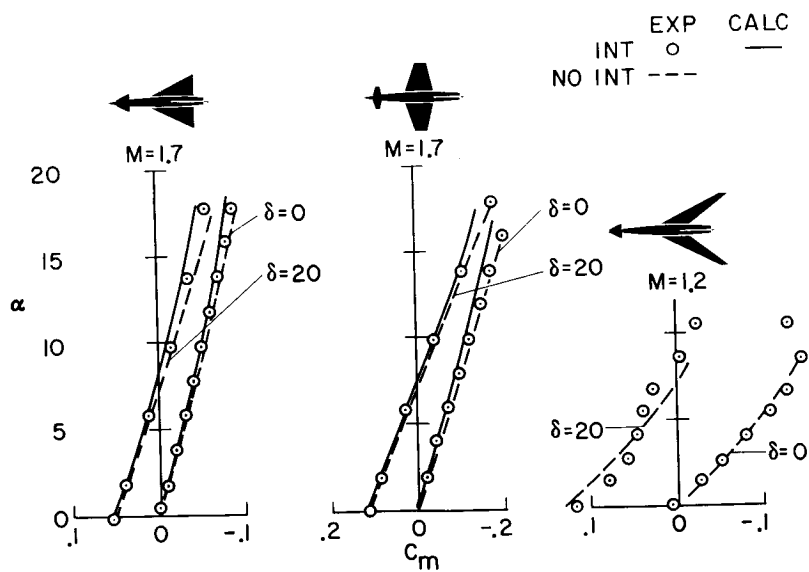 EXP CALC
INT
NO INT
M=1.7
M=1.7
M=1.2
20
15
10
5
0
α
δ=0
δ=20
δ=0
δ=20
δ=20
δ=0
.1 0 -.1
.2 0 -.2
.1 0 -.1
Cm